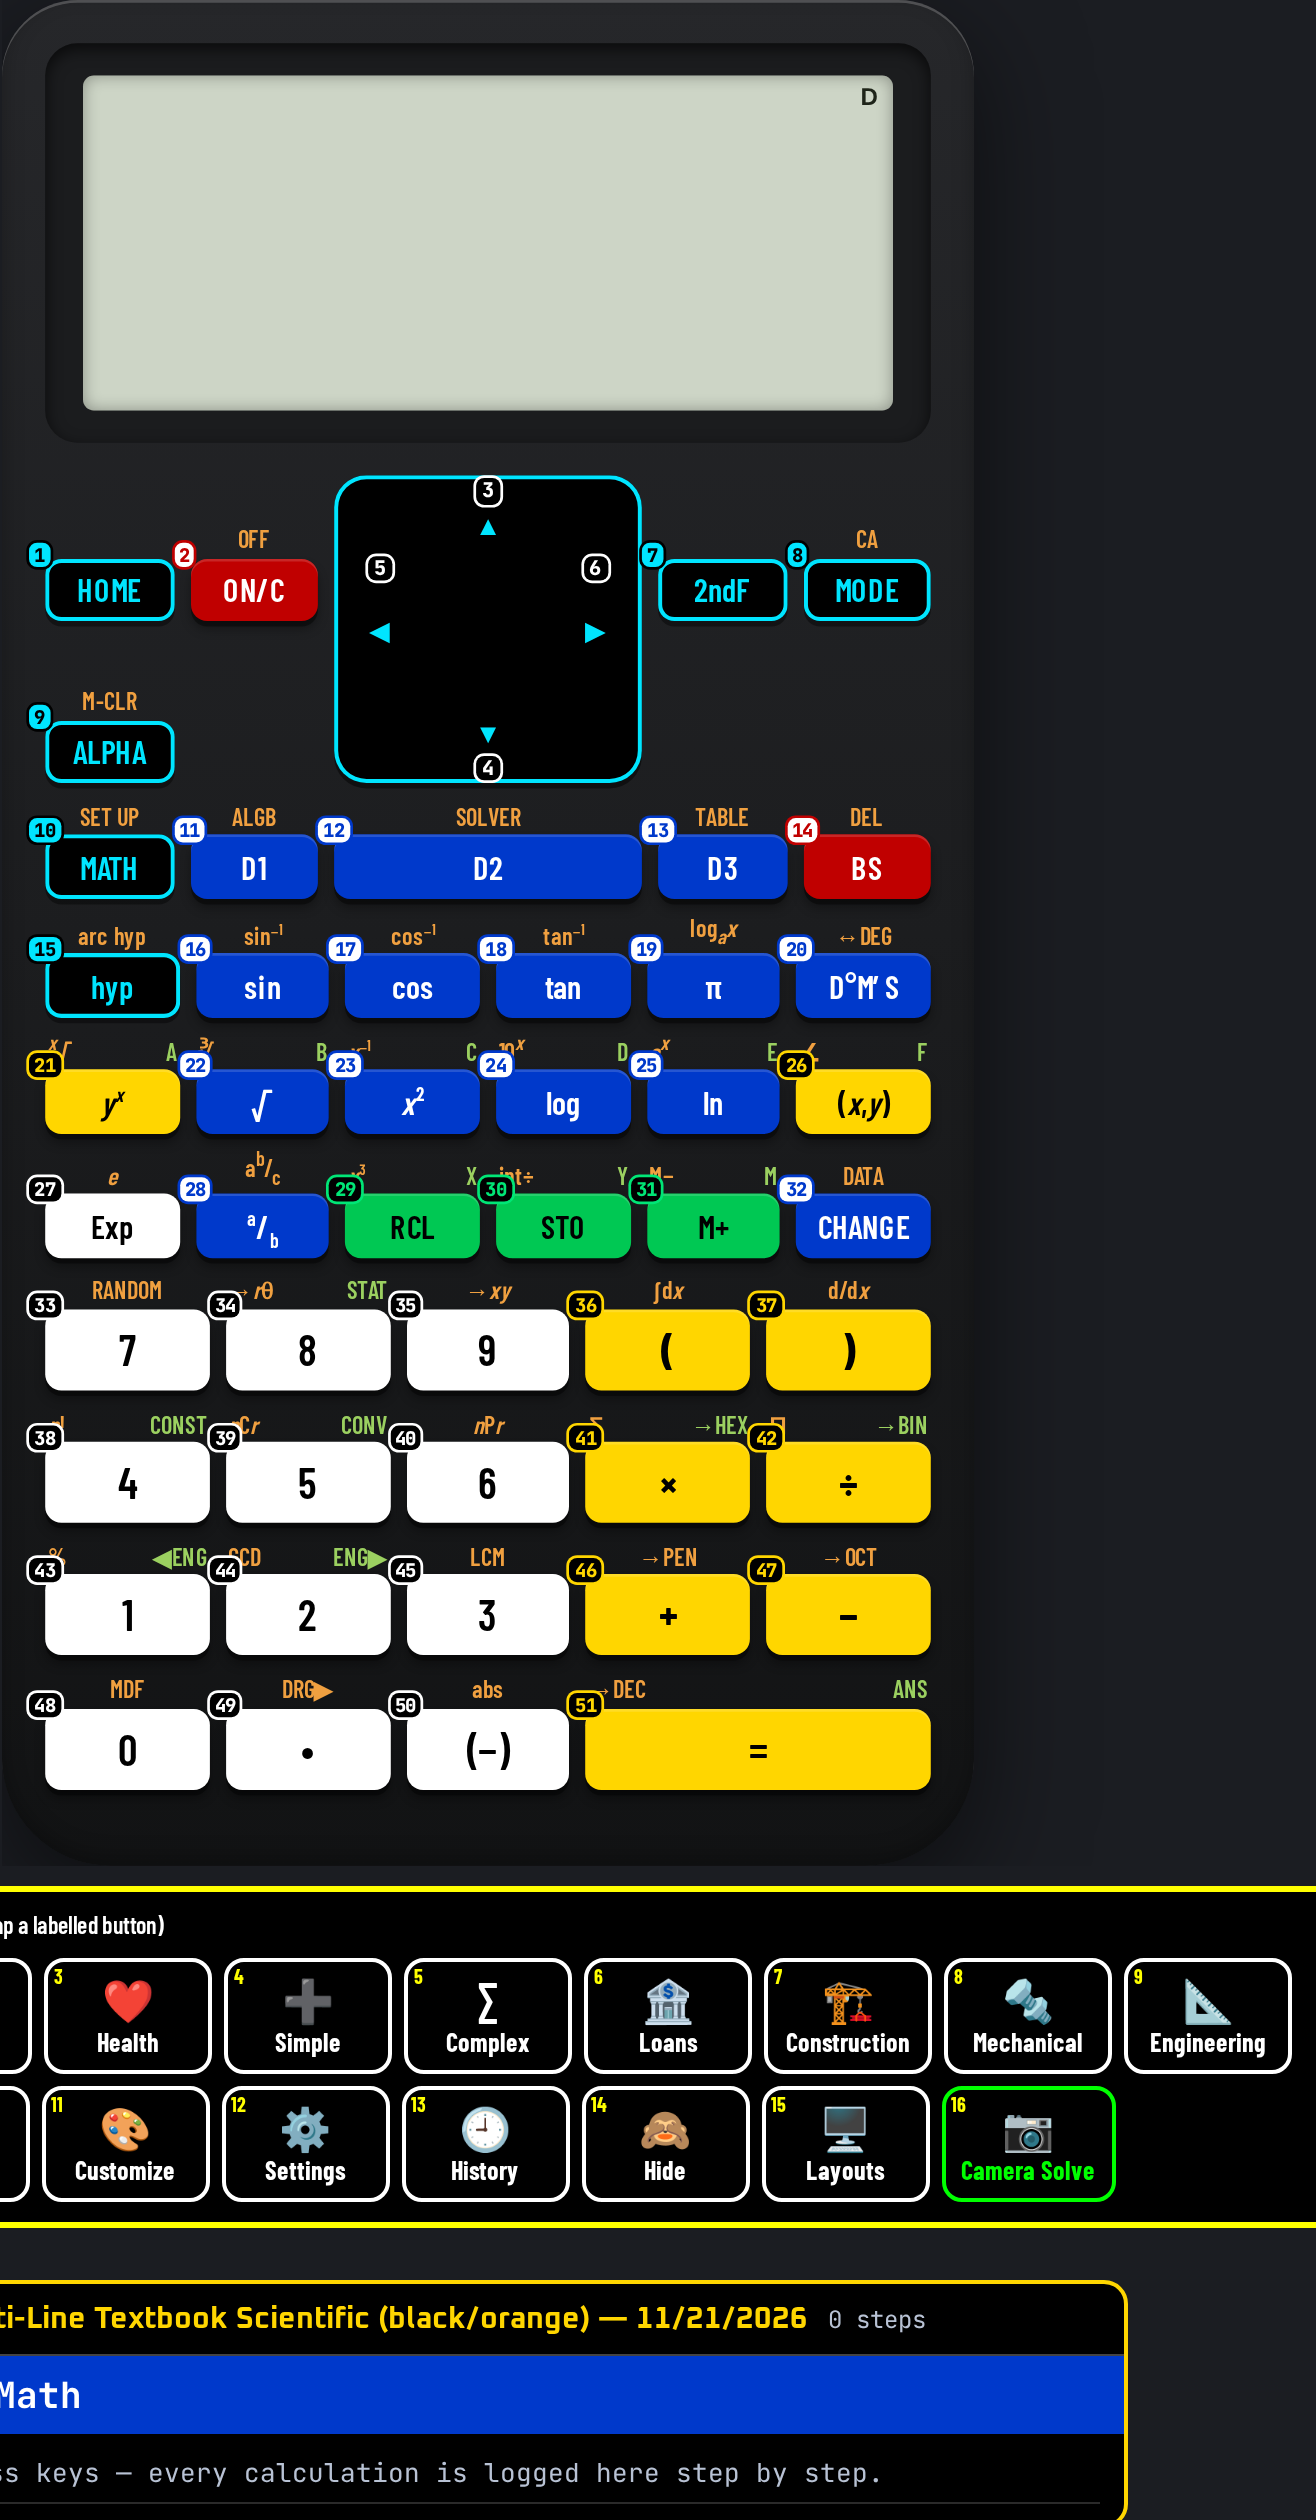 D
OFF
CA
1
2
3
5
6
7
8
HOME
ON/C
▲
2ndF
MODE
◀
▶
M-CLR
9
ALPHA
▼
4
SET UP
ALGB
SOLVER
TABLE
DEL
10
11
12
13
14
MATH
D1
D2
D3
BS
arc hyp
sin⁻¹
cos⁻¹
tan⁻¹
logₐx
↔DEG
15
16
17
18
19
20
hyp
sin
cos
tan
π
D°M′S
A
B
C
D
E
F
21
22
23
24
25
26
yˣ
√
x²
log
ln
(x,y)
e
aᵇ/c
X
int÷
Y
M−
M
DATA
27
28
29
30
31
32
Exp
a/b
RCL
STO
M+
CHANGE
RANDOM
→rθ
STAT
→xy
∫dx
d/dx
33
34
35
36
37
7
8
9
(
)
CONST
CONV
nPr
→HEX
→BIN
38
39
40
41
42
4
5
6
×
÷
%
◀ENG
ENG▶
LCM
→PEN
→OCT
43
44
45
46
47
1
2
3
+
−
MDF
DRG▶
abs
→DEC
ANS
48
49
50
51
0
•
(−)
=
a labelled button)
3
4
5
6
7
8
9
Health
Simple
Σ
Complex
Loans
Construction
Mechanical
Engineering
11
12
13
14
15
16
Customize
Settings
History
Hide
Layouts
Camera Solve
ti-Line Textbook Scientific (black/orange) — 11/21/2026 0 steps
Math
keys — every calculation is logged here step by step.